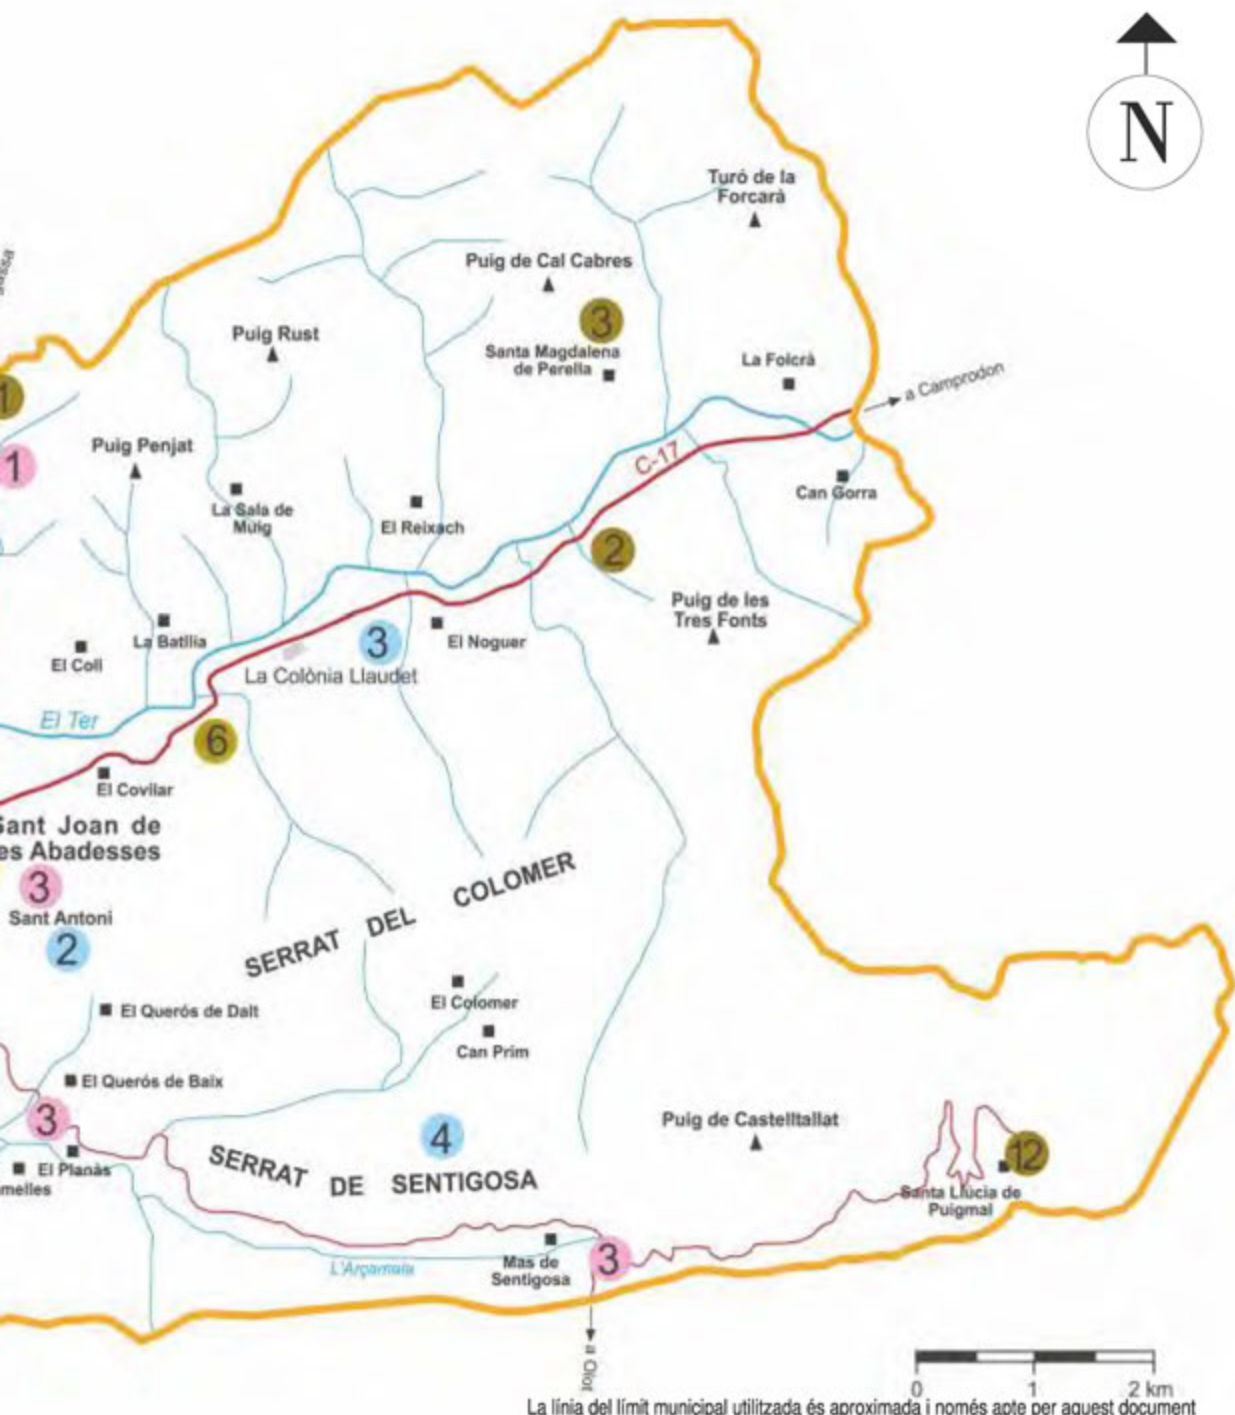 N
Turó de la
Forcarà
Puig de Cal Cabres
3
Puig Rust
Santa Magdalena
de Perella
La Folcrà
a Camprodon
1
Puig Penjat
1
C-17
La Sala de
Mùig
El Reixach
Can Gorra
2
Puig de les
Tres Fonts
La Batllia
El Coll
3
El Noguer
La Colònia Llaudet
El Ter
6
El Covilar
Sant Joan de
es Abadesses
3
Sant Antoni
2
SERRAT DEL COLOMER
El Colomer
El Querós de Dalt
Can Prim
El Querós de Baix
3
4
Puig de Castelltallat
El Planàs
melles
SERRAT DE SENTIGOSA
12
Santa Llúcia de
Puigmal
L'Arçamala
Mas de
Sentigosa
3
a Olot
0 1 2 km
La línia del límit municipal utilitzada és aproximada i només apte per aquest document